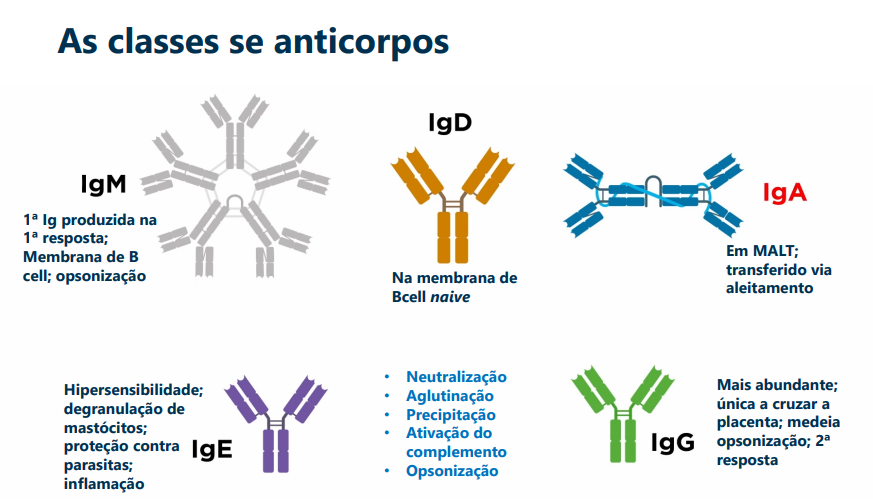 As classes se anticorpos
IgM
1ª Ig produzida na
1ª resposta;
Membrana de B
cell; opsonização
IgD
Na membrana de
Bcell naive
IgA
Em MALT;
transferido via
aleitamento
Hipersensibilidade;
degranulação de
mastócitos;
proteção contra
parasitas;
inflamação
IgE
• Neutralização
• Aglutinação
• Precipitação
• Ativação do
complemento
• Opsonização
IgG
Mais abundante;
única a cruzar a
placenta; medeia
opsonização; 2ª
resposta